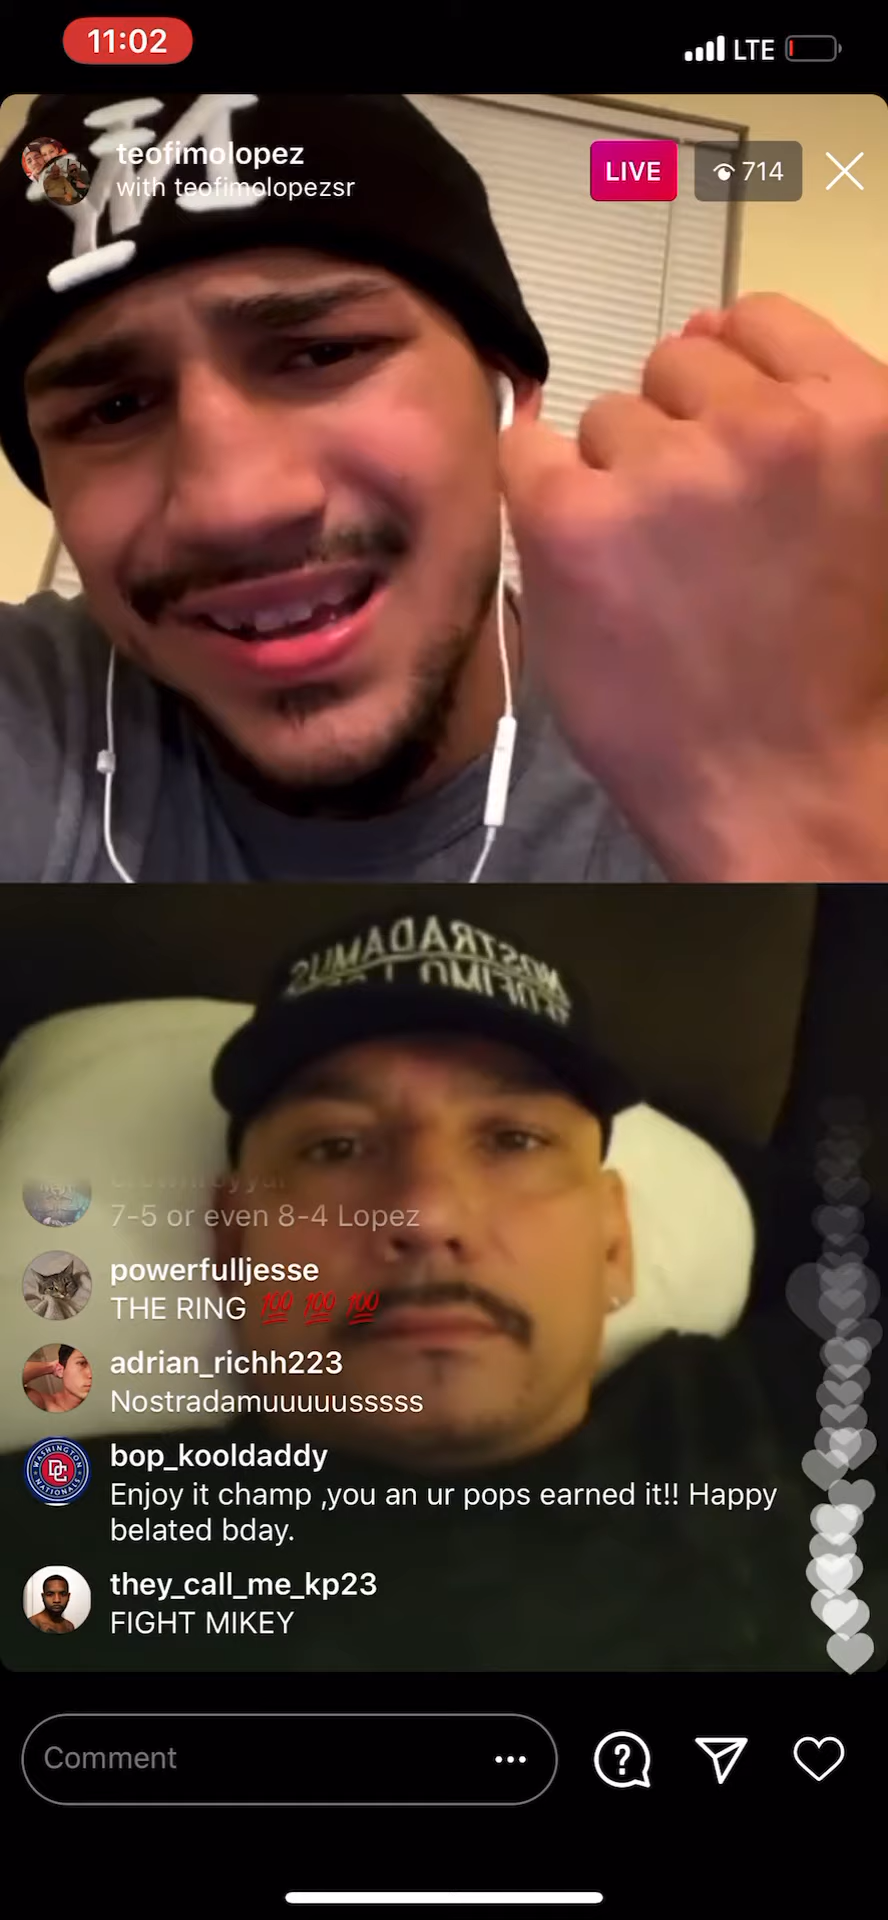 11:02
LTE
teofimolopez
with teofimolopezsr
LIVE
714
NOSTRADAMUS
7-5 or even 8-4 Lopez
powerfulljesse
THE RING 💯 💯 💯
adrian_richh223
Nostradamuuuuusssss
bop_kooldaddy
Enjoy it champ ,you an ur pops earned it!! Happy
belated bday.
they_call_me_kp23
FIGHT MIKEY
Comment